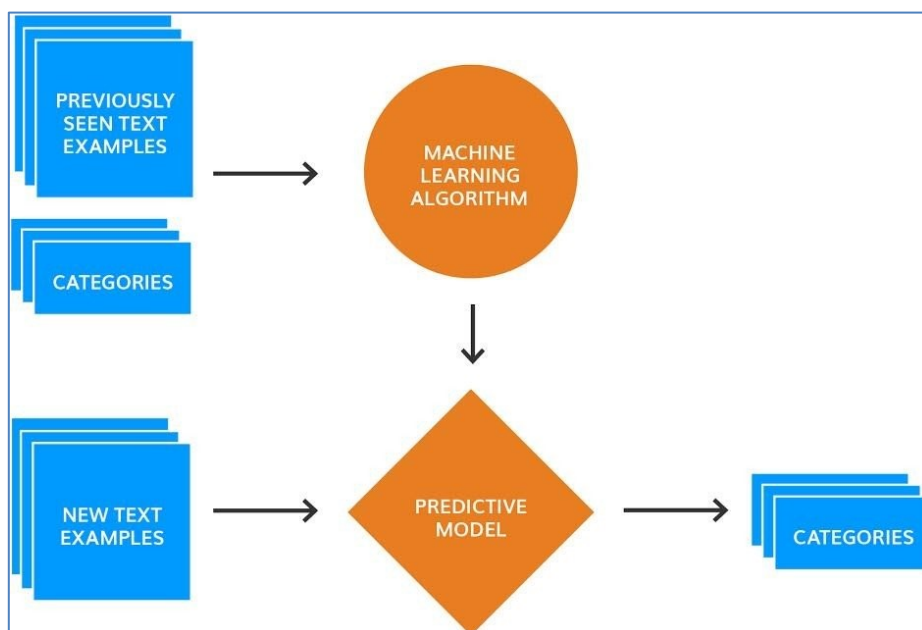 PREVIOUSLY
SEEN TEXT
EXAMPLES
MACHINE
LEARNING
ALGORITHM
CATEGORIES
NEW TEXT
EXAMPLES
PREDICTIVE
MODEL
CATEGORIES